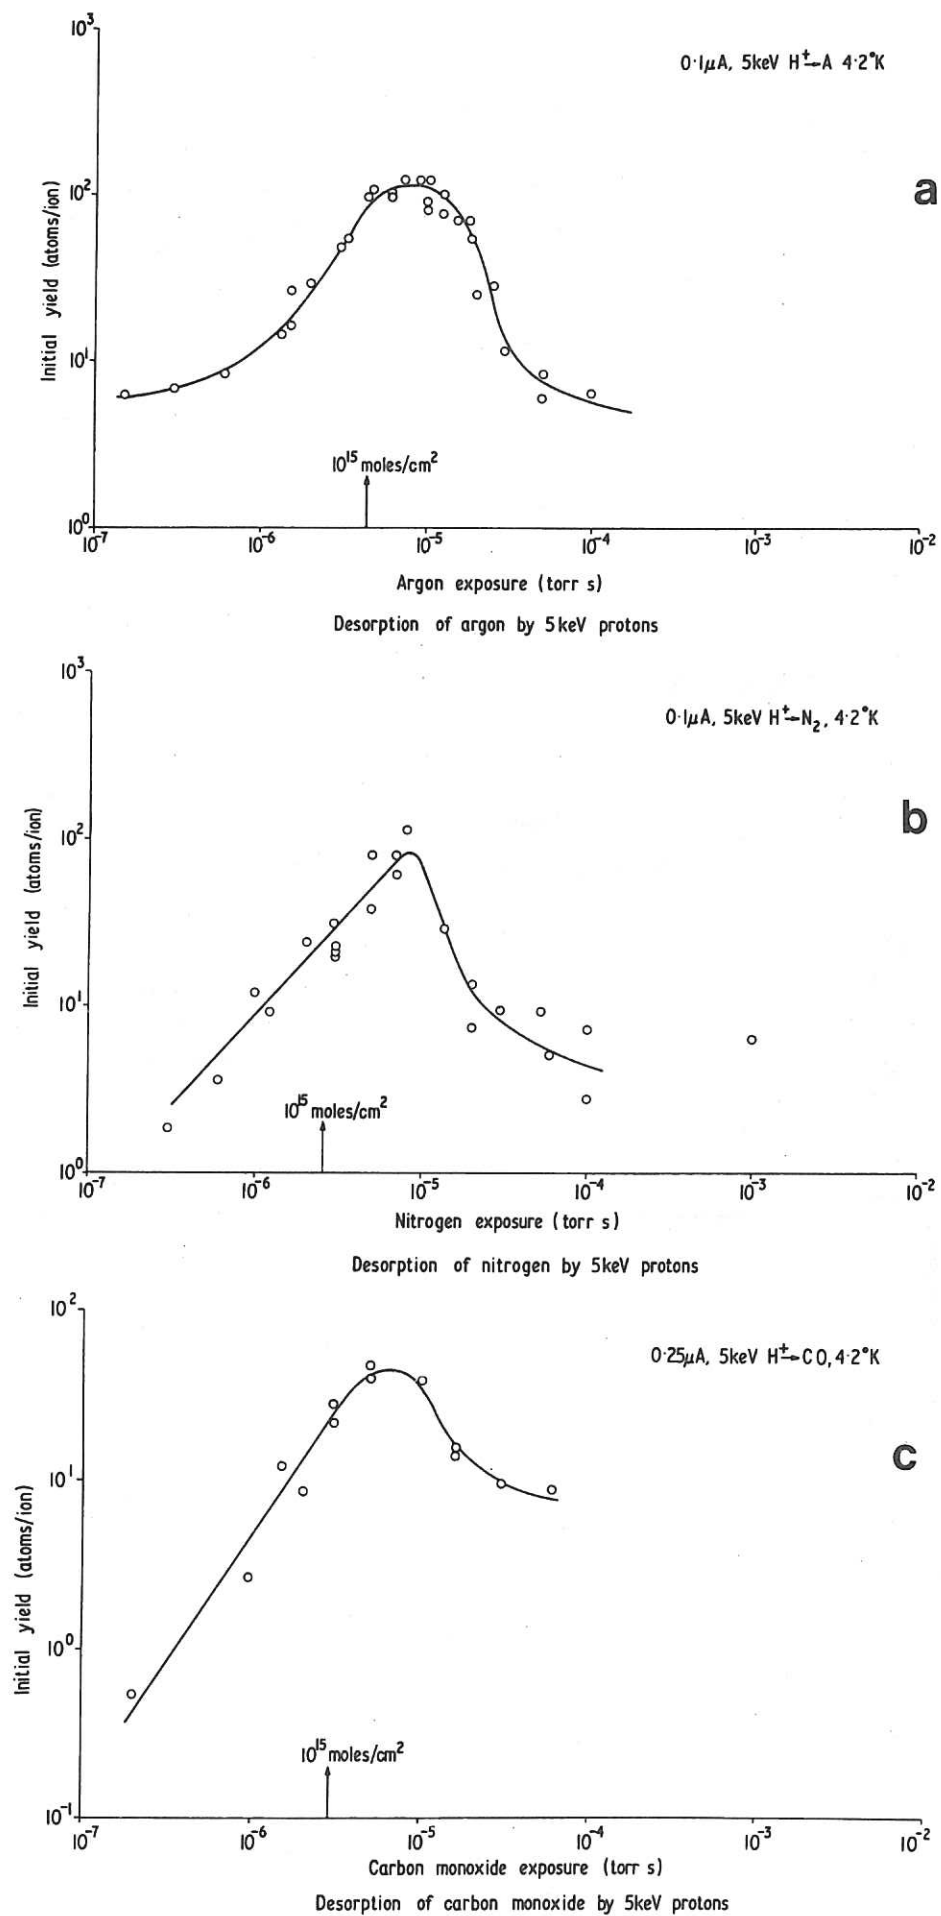 10³
0·1μA, 5keV H⁺→A 4·2°K
a
10²
Initial yield (atoms/ion)
10¹
10¹⁵ moles/cm²
10⁰
10⁻⁷ 10⁻⁶ 10⁻⁵ 10⁻⁴ 10⁻³ 10⁻²
Argon exposure (torr s)
Desorption of argon by 5keV protons
10³
0·1μA, 5keV H⁺→N₂, 4·2°K
b
10²
Initial yield (atoms/ion)
10¹
10¹⁵ moles/cm²
10⁰
10⁻⁷ 10⁻⁶ 10⁻⁵ 10⁻⁴ 10⁻³ 10⁻²
Nitrogen exposure (torr s)
Desorption of nitrogen by 5keV protons
10²
0·25μA, 5keV H⁺→CO, 4·2°K
c
10¹
Initial yield (atoms/ion)
10⁰
10¹⁵ moles/cm²
10⁻¹
10⁻⁷ 10⁻⁶ 10⁻⁵ 10⁻⁴ 10⁻³ 10⁻²
Carbon monoxide exposure (torr s)
Desorption of carbon monoxide by 5keV protons